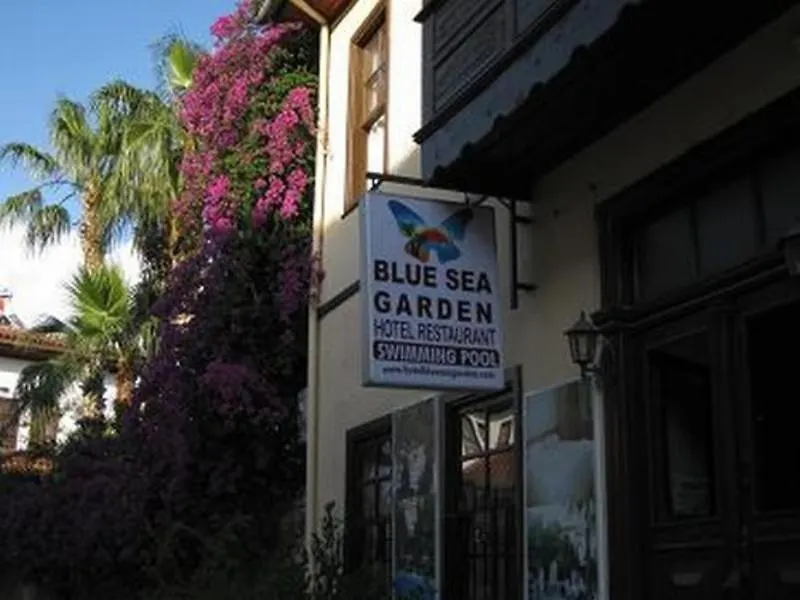 BLUE SEA
GARDEN
HOTEL RESTAURANT
SWIMMING POOL